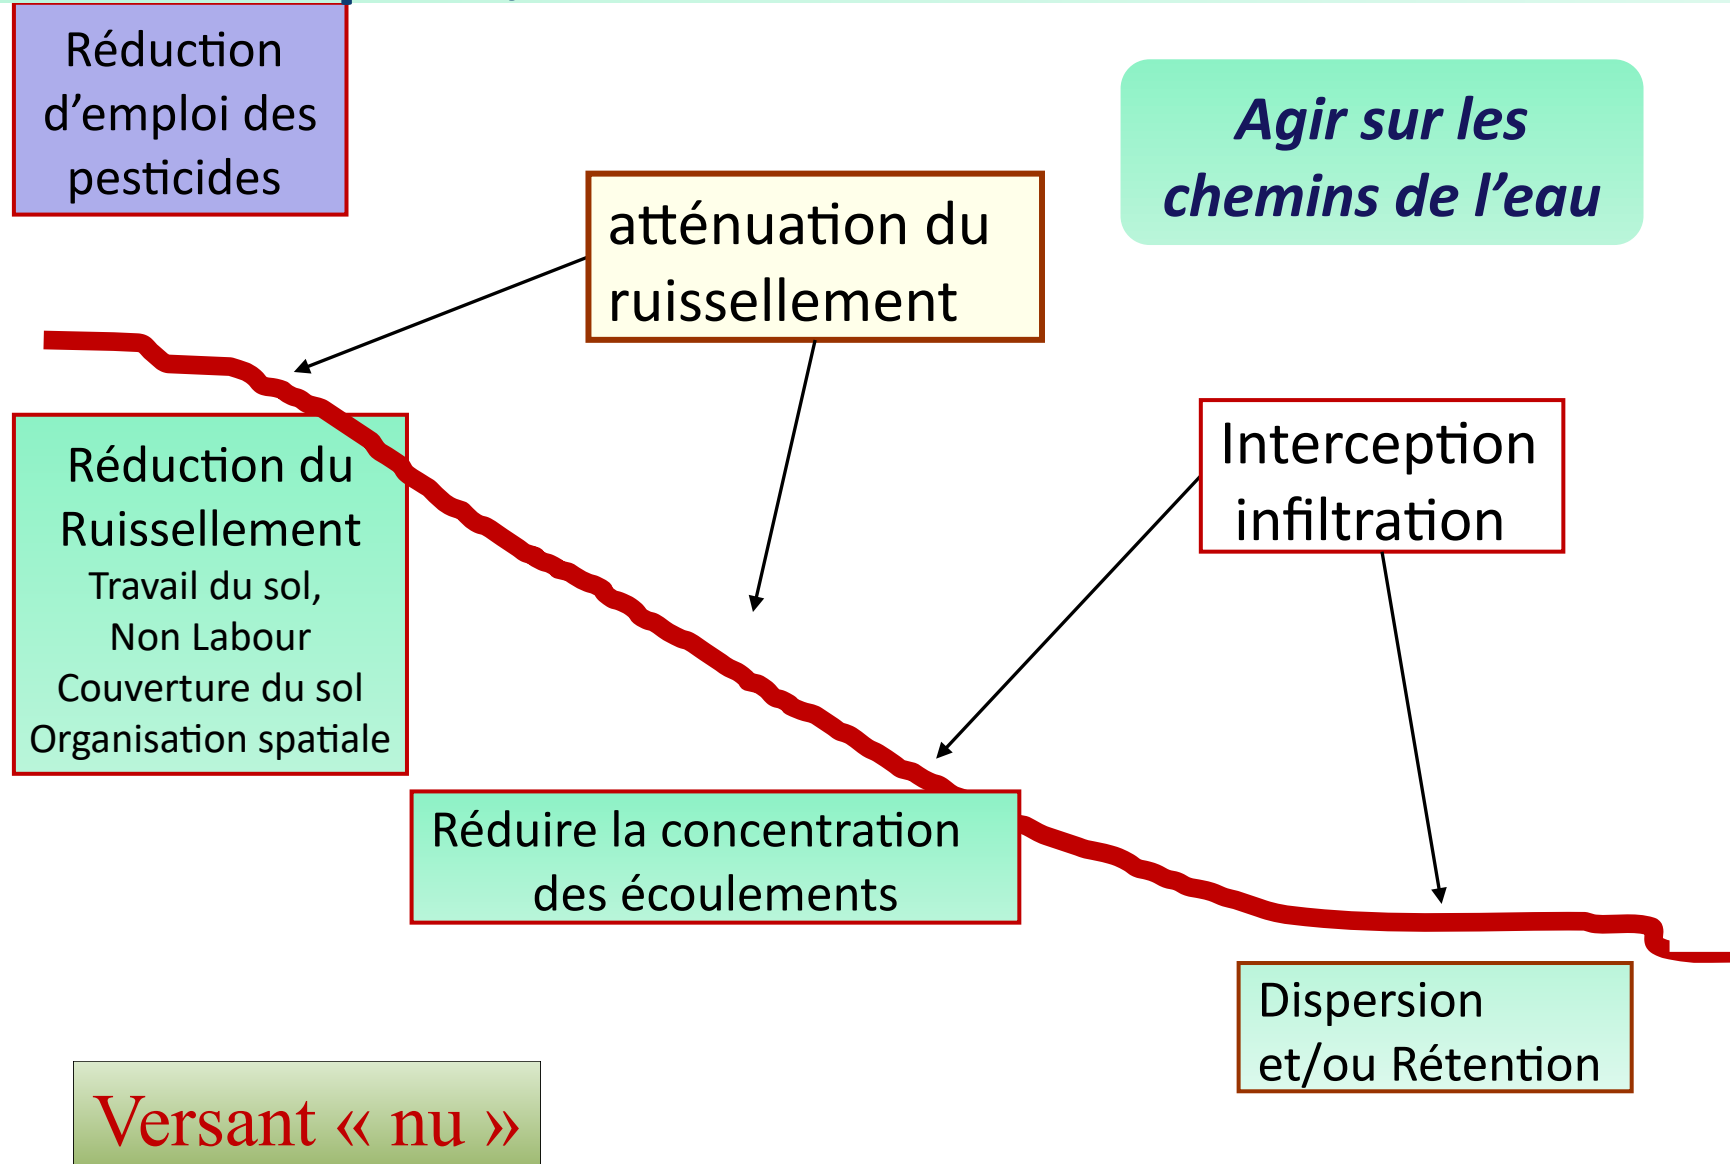 Réduction
d’emploi des
pesticides
Agir sur les
chemins de l’eau
atténuation du
ruissellement
Interception
infiltration
Réduction du
Ruissellement
Travail du sol,
Non Labour
Couverture du sol
Organisation spatiale
Réduire la concentration
des écoulements
Dispersion
et/ou Rétention
Versant « nu »